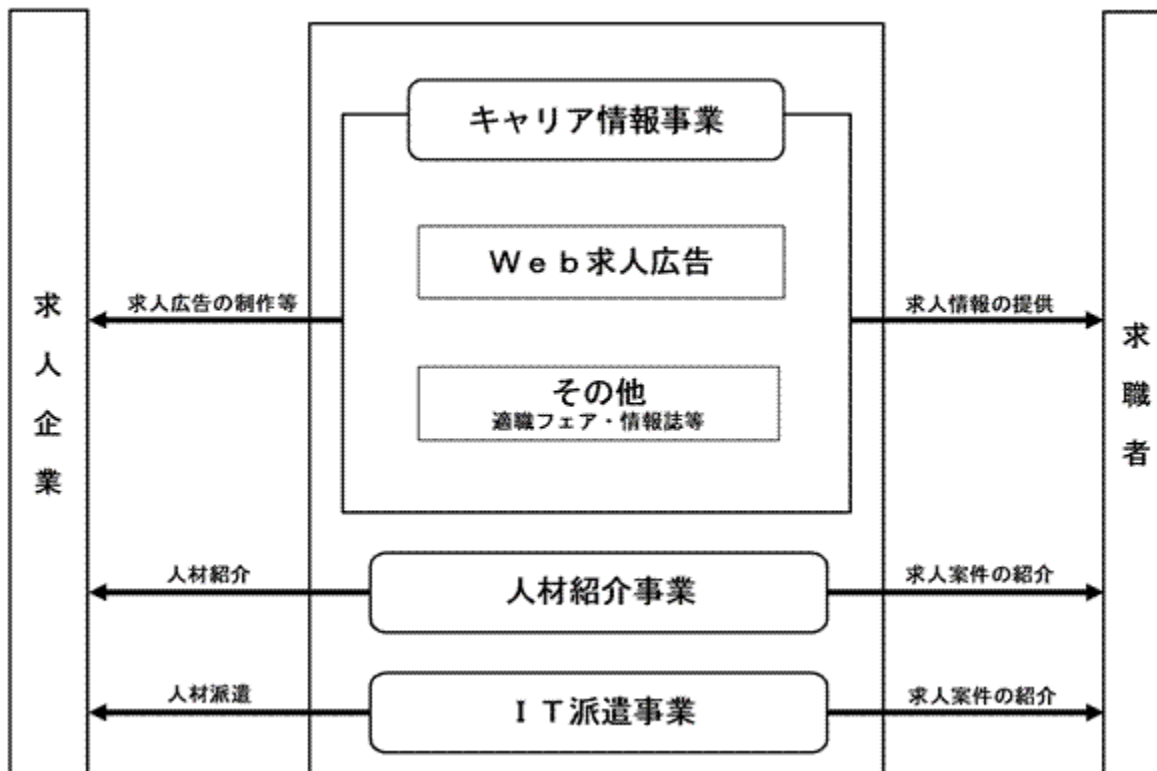 キャリア情報事業
Ｗｅｂ求人広告
求人企業
求人広告の制作等
求人情報の提供
求職者
その他
適職フェア・情報誌等
人材紹介
人材紹介事業
求人案件の紹介
人材派遣
ＩＴ派遣事業
求人案件の紹介